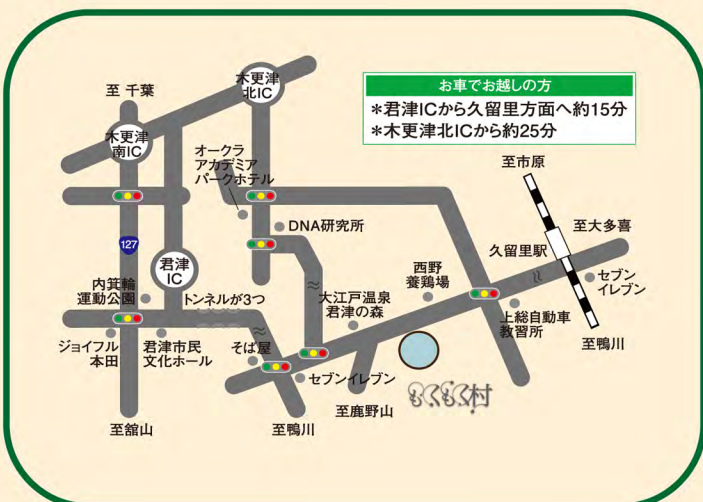 お車でお越しの方
*君津ICから久留里方面へ約15分
*木更津北ICから約25分
至 千葉
木更津
北IC
木更津
南IC
オークラ
アカデミア
パークホテル
至市原
DNA研究所
久留里駅
至大多喜
127
君津
IC
西野
養鶏場
内箕輪
運動公園
トンネルが3つ
大江戸温泉
君津の森
セブン
イレブン
上総自動車
教習所
ジョイフル
本田
君津市民
文化ホール
そば屋
至鴨川
セブンイレブン
もくもく村
至鹿野山
至舘山
至鴨川